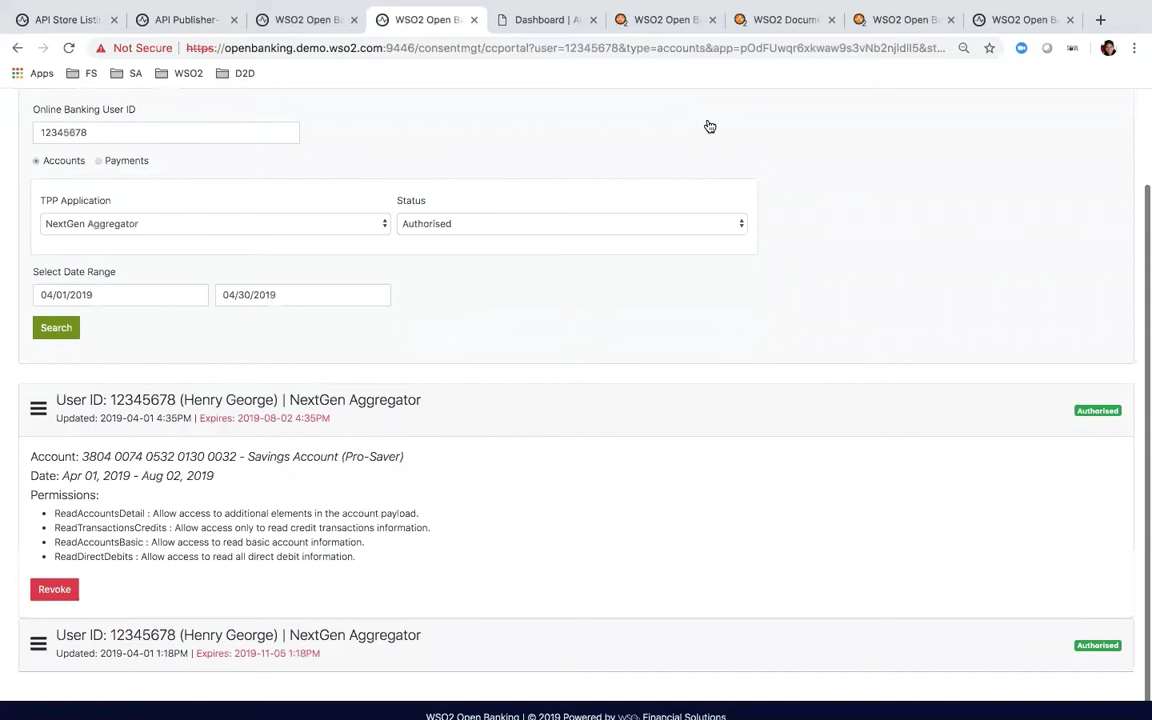 API Store Listi
API Publisher-
WSO2 Open Ba
WSO2 Open Ba
Dashboard | A
WSO2 Open B
WSO2 Docume
WSO2 Open B
WSO2 Open Ba
Not Secure
https://openbanking.demo.wso2.com:9446/consentmgt/ccportal?user=12345678&type=accounts&app=pOdFUwqr6xkwaw9s3vNb2njldll5&st...
Apps
FS
SA
WSO2
D2D
Online Banking User ID
12345678
Accounts
Payments
TPP Application
Status
NextGen Aggregator
Authorised
Select Date Range
04/01/2019
04/30/2019
Search
User ID: 12345678 (Henry George) | NextGen Aggregator
Updated: 2019-04-01 4:35PM | Expires: 2019-08-02 4:35PM
Authorised
Account: 3804 0074 0532 0130 0032 - Savings Account (Pro-Saver)
Date: Apr 01, 2019 - Aug 02, 2019
Permissions:
ReadAccountsDetail : Allow access to additional elements in the account payload.
ReadTransactionsCredits : Allow access only to read credit transactions information.
ReadAccountsBasic : Allow access to read basic account information.
ReadDirectDebits : Allow access to read all direct debit information.
Revoke
User ID: 12345678 (Henry George) | NextGen Aggregator
Updated: 2019-04-01 1:18PM | Expires: 2019-11-05 1:18PM
Authorised
WSO2 Open Banking | © 2019 Powered by WSO2 Financial Solutions